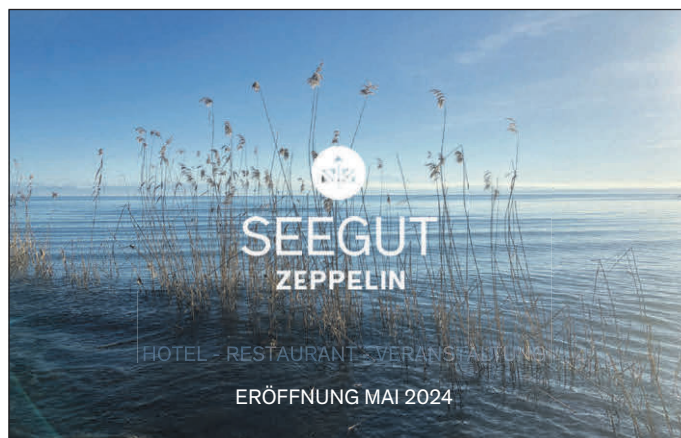 SEEGUT
ZEPPELIN
HOTEL - RESTAURANT - VERANSTALTUNG
ERÖFFNUNG MAI 2024